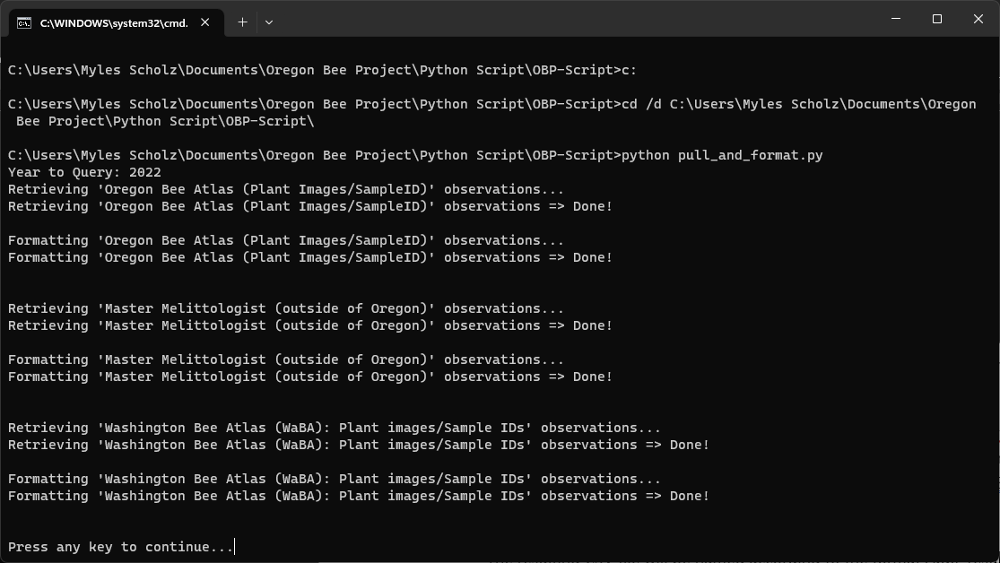 C:\WINDOWS\system32\cmd.
C:\Users\Myles Scholz\Documents\Oregon Bee Project\Python Script\OBP-Script>c:
C:\Users\Myles Scholz\Documents\Oregon Bee Project\Python Script\OBP-Script>cd /d C:\Users\Myles Scholz\Documents\Oregon
 Bee Project\Python Script\OBP-Script\
C:\Users\Myles Scholz\Documents\Oregon Bee Project\Python Script\OBP-Script>python pull_and_format.py
Year to Query: 2022
Retrieving 'Oregon Bee Atlas (Plant Images/SampleID)' observations...
Retrieving 'Oregon Bee Atlas (Plant Images/SampleID)' observations => Done!
Formatting 'Oregon Bee Atlas (Plant Images/SampleID)' observations...
Formatting 'Oregon Bee Atlas (Plant Images/SampleID)' observations => Done!
Retrieving 'Master Melittologist (outside of Oregon)' observations...
Retrieving 'Master Melittologist (outside of Oregon)' observations => Done!
Formatting 'Master Melittologist (outside of Oregon)' observations...
Formatting 'Master Melittologist (outside of Oregon)' observations => Done!
Retrieving 'Washington Bee Atlas (WaBA): Plant images/Sample IDs' observations...
Retrieving 'Washington Bee Atlas (WaBA): Plant images/Sample IDs' observations => Done!
Formatting 'Washington Bee Atlas (WaBA): Plant images/Sample IDs' observations...
Formatting 'Washington Bee Atlas (WaBA): Plant images/Sample IDs' observations => Done!
Press any key to continue...